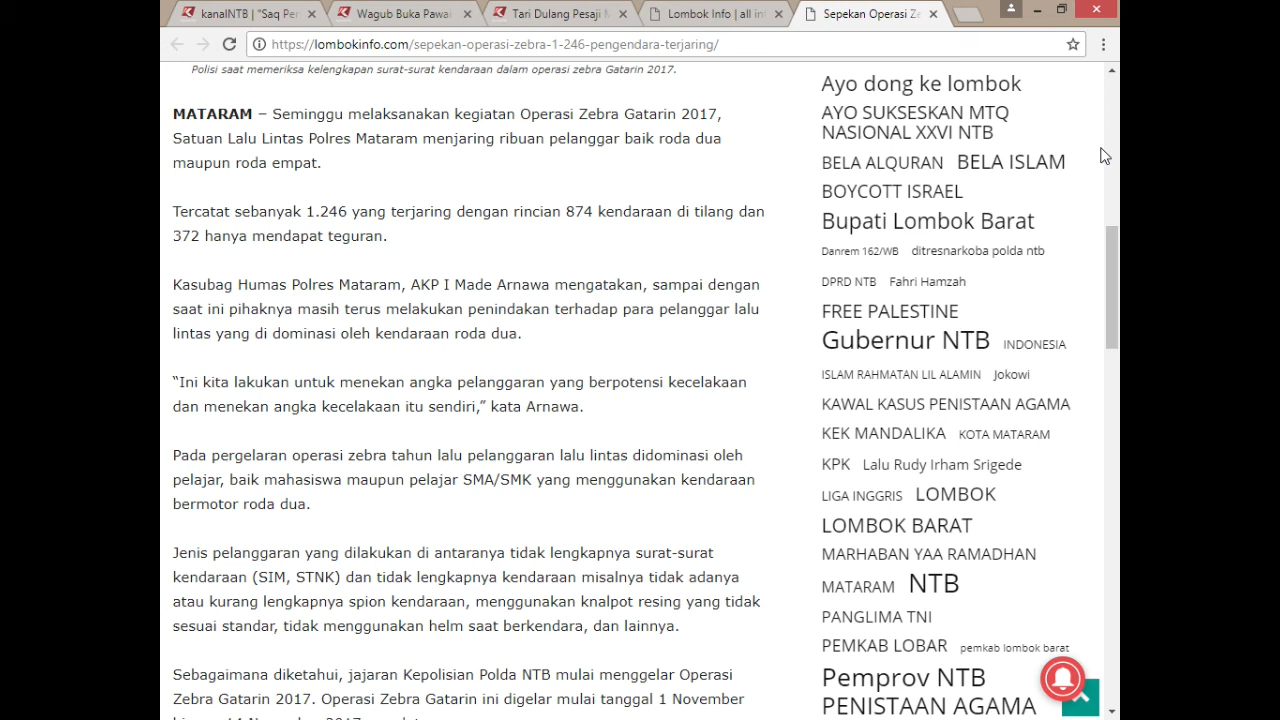 kanalNTB | "Saq Per
Wagub Buka Pawai
Tari Dulang Pesaji M
Lombok Info | all inf
Sepekan Operasi Ze
https://lombokinfo.com/sepekan-operasi-zebra-1-246-pengendara-terjaring/
Polisi saat memeriksa kelengkapan surat-surat kendaraan dalam operasi zebra Gatarin 2017.
MATARAM – Seminggu melaksanakan kegiatan Operasi Zebra Gatarin 2017,
Satuan Lalu Lintas Polres Mataram menjaring ribuan pelanggar baik roda dua
maupun roda empat.
Tercatat sebanyak 1.246 yang terjaring dengan rincian 874 kendaraan di tilang dan
372 hanya mendapat teguran.
Kasubag Humas Polres Mataram, AKP I Made Arnawa mengatakan, sampai dengan
saat ini pihaknya masih terus melakukan penindakan terhadap para pelanggar lalu
lintas yang di dominasi oleh kendaraan roda dua.
“Ini kita lakukan untuk menekan angka pelanggaran yang berpotensi kecelakaan
dan menekan angka kecelakaan itu sendiri,” kata Arnawa.
Pada pergelaran operasi zebra tahun lalu pelanggaran lalu lintas didominasi oleh
pelajar, baik mahasiswa maupun pelajar SMA/SMK yang menggunakan kendaraan
bermotor roda dua.
Jenis pelanggaran yang dilakukan di antaranya tidak lengkapnya surat-surat
kendaraan (SIM, STNK) dan tidak lengkapnya kendaraan misalnya tidak adanya
atau kurang lengkapnya spion kendaraan, menggunakan knalpot resing yang tidak
sesuai standar, tidak menggunakan helm saat berkendara, dan lainnya.
Sebagaimana diketahui, jajaran Kepolisian Polda NTB mulai menggelar Operasi
Zebra Gatarin 2017. Operasi Zebra Gatarin ini digelar mulai tanggal 1 November
Ayo dong ke lombok
AYO SUKSESKAN MTQ
NASIONAL XXVI NTB
BELA ALQURAN BELA ISLAM
BOYCOTT ISRAEL
Bupati Lombok Barat
Danrem 162/WB ditresnarkoba polda ntb
DPRD NTB Fahri Hamzah
FREE PALESTINE
Gubernur NTB INDONESIA
ISLAM RAHMATAN LIL ALAMIN Jokowi
KAWAL KASUS PENISTAAN AGAMA
KEK MANDALIKA KOTA MATARAM
KPK Lalu Rudy Irham Srigede
LIGA INGGRIS LOMBOK
LOMBOK BARAT
MARHABAN YAA RAMADHAN
MATARAM NTB
PANGLIMA TNI
PEMKAB LOBAR pemkab lombok barat
Pemprov NTB
PENISTAAN AGAMA